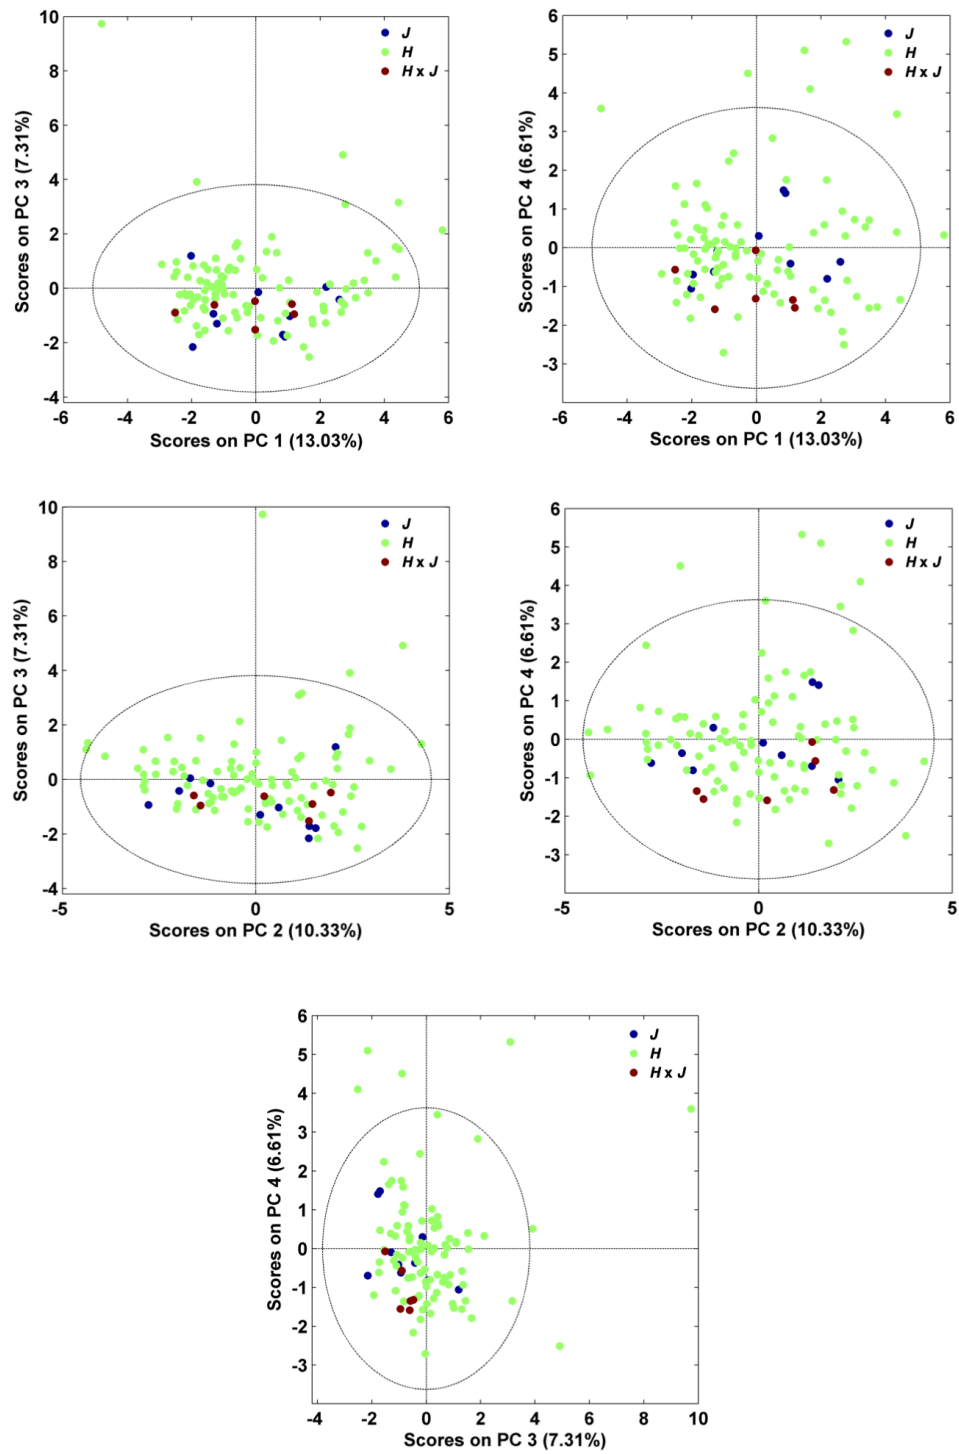 10
8
6
4
2
0
-2
-4
-6 -4 -2 0 2 4 6
Scores on PC 1 (13.03%)
Scores on PC 3 (7.31%)
J
H
H x J
6
5
4
3
2
1
0
-1
-2
-3
-6 -4 -2 0 2 4 6
Scores on PC 1 (13.03%)
Scores on PC 4 (6.61%)
J
H
H x J
10
8
6
4
2
0
-2
-4
-5 0 5
Scores on PC 2 (10.33%)
Scores on PC 3 (7.31%)
J
H
H x J
6
5
4
3
2
1
0
-1
-2
-3
-5 0 5
Scores on PC 2 (10.33%)
Scores on PC 4 (6.61%)
J
H
H x J
6
5
4
3
2
1
0
-1
-2
-3
-4 -2 0 2 4 6 8 10
Scores on PC 3 (7.31%)
Scores on PC 4 (6.61%)
J
H
H x J